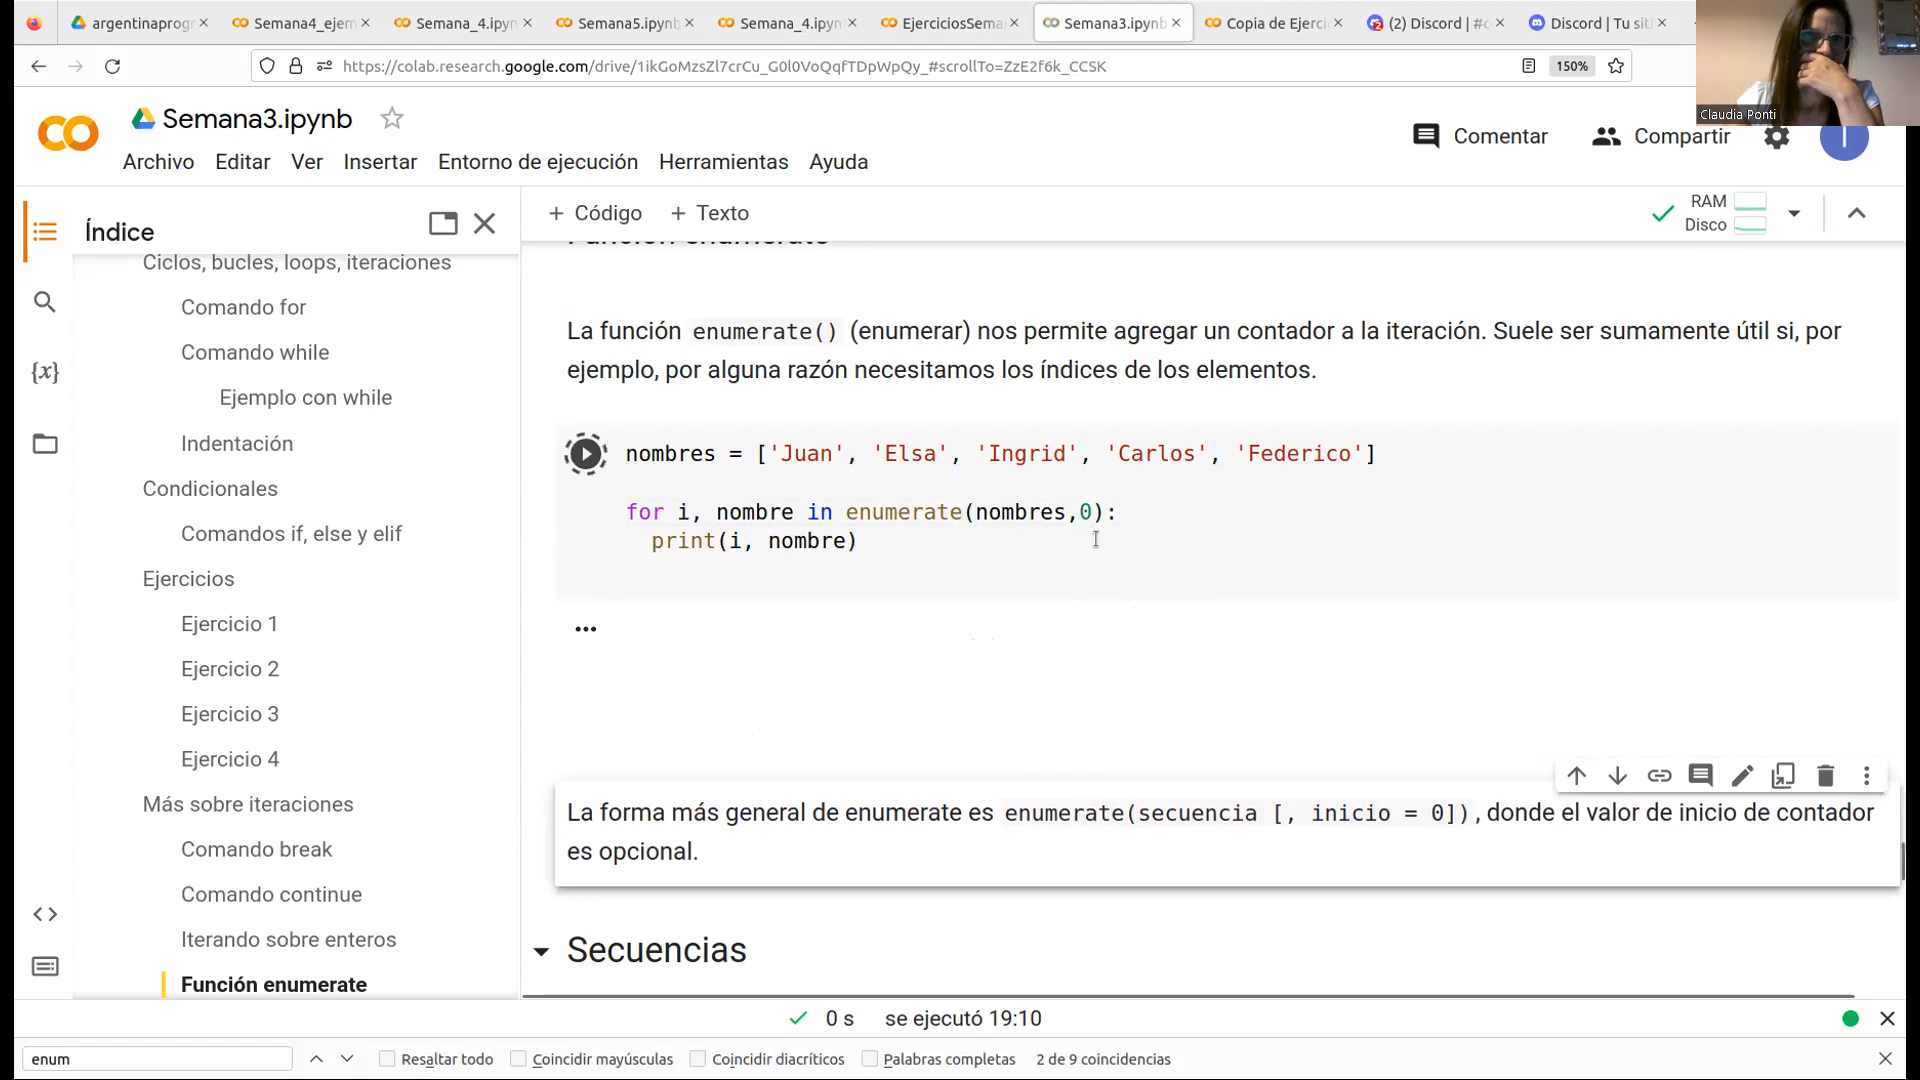 argentinaprog
Semana4_ejem
Semana_4.ipyn
Semana5.ipynb
Semana_4.ipyn
EjerciciosSema
Semana3.ipynb
Copia de Ejerci
(2) Discord | #c
Discord | Tu siti
https://colab.research.google.com/drive/1ikGoMzsZl7crCu_G0l0VoQqfTDpWpQy_#scrollTo=ZzE2f6k_CCSK
150%
Claudia Ponti
CO
Semana3.ipynb
Comentar
Compartir
I
Archivo Editar Ver Insertar Entorno de ejecución Herramientas Ayuda
Índice
+ Código + Texto
RAM
Disco
Ciclos, bucles, loops, iteraciones
Comando for
Comando while
Ejemplo con while
Indentación
Condicionales
Comandos if, else y elif
Ejercicios
Ejercicio 1
Ejercicio 2
Ejercicio 3
Ejercicio 4
Más sobre iteraciones
Comando break
Comando continue
Iterando sobre enteros
Función enumerate
{x}
<>
Función enumerate
La función enumerate() (enumerar) nos permite agregar un contador a la iteración. Suele ser sumamente útil si, por
ejemplo, por alguna razón necesitamos los índices de los elementos.
nombres = ['Juan', 'Elsa', 'Ingrid', 'Carlos', 'Federico']
for i, nombre in enumerate(nombres,0):
print(i, nombre)
...
La forma más general de enumerate es enumerate(secuencia [, inicio = 0]), donde el valor de inicio de contador
es opcional.
Secuencias
0 s se ejecutó 19:10
enum
Resaltar todo
Coincidir mayúsculas
Coincidir diacríticos
Palabras completas
2 de 9 coincidencias